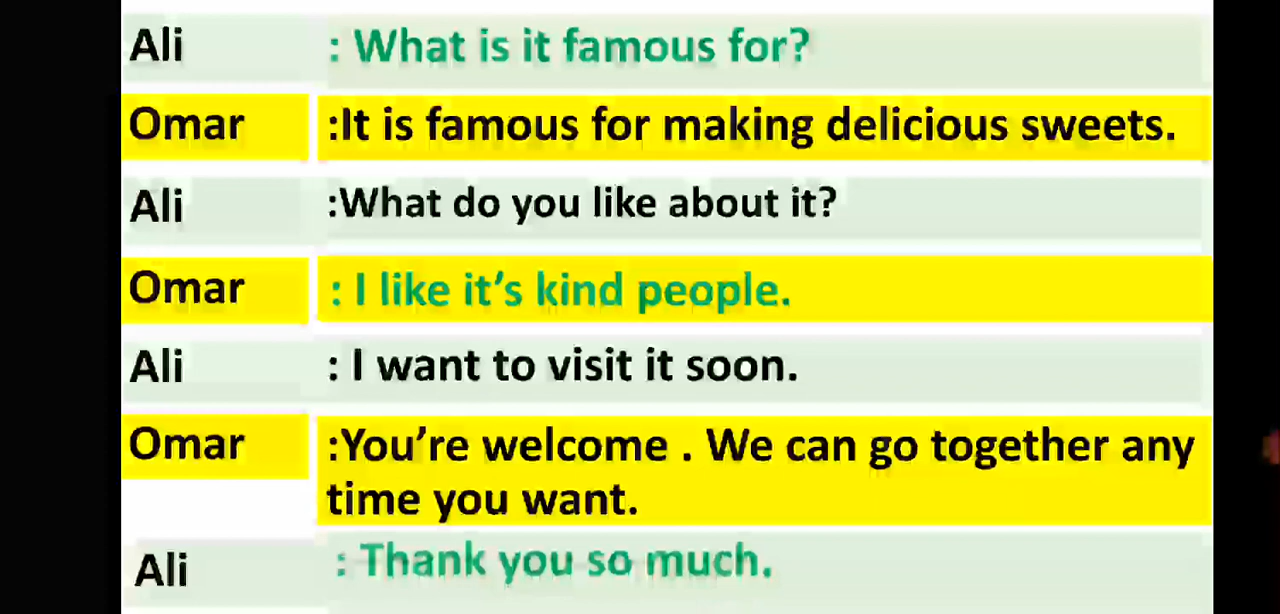 Ali : What is it famous for?
Omar :It is famous for making delicious sweets.
Ali :What do you like about it?
Omar : I like it’s kind people.
Ali : I want to visit it soon.
Omar :You’re welcome . We can go together any
time you want.
Ali : Thank you so much.